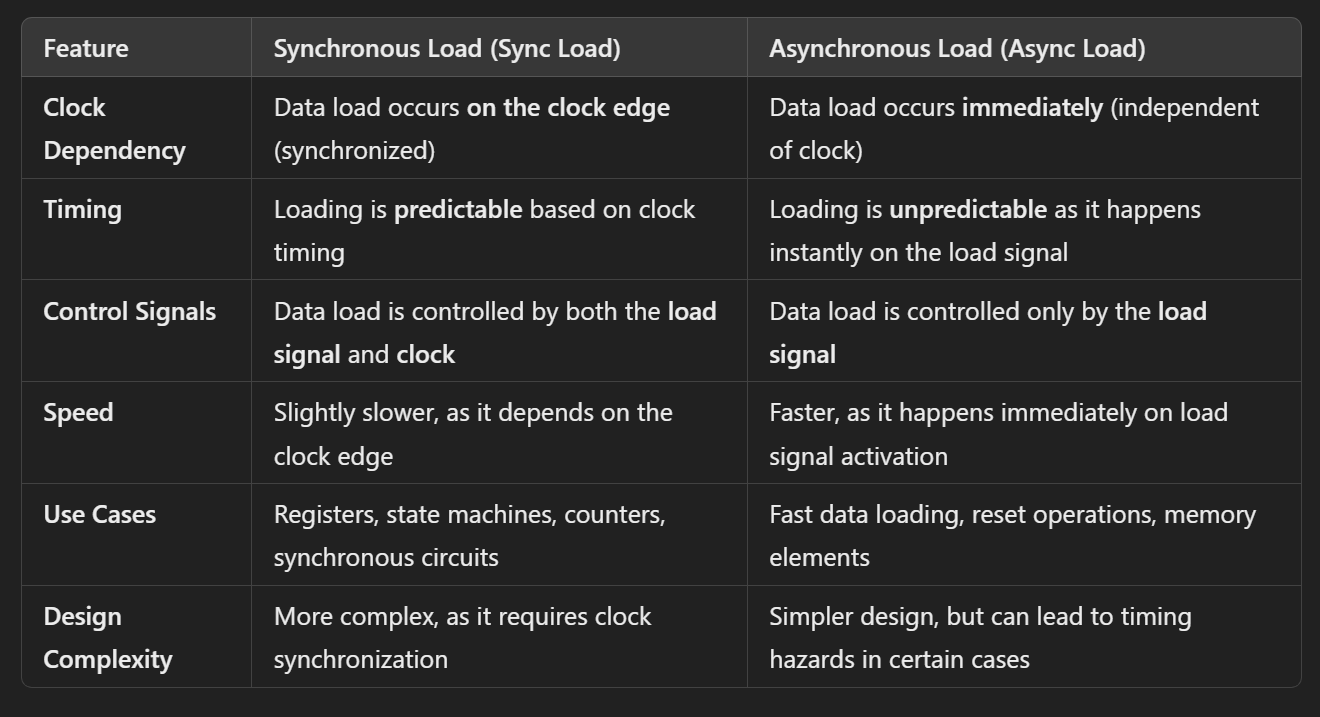 Feature
Synchronous Load (Sync Load)
Asynchronous Load (Async Load)
Clock
Dependency
Data load occurs on the clock edge
(synchronized)
Data load occurs immediately (independent
of clock)
Timing
Loading is predictable based on clock
timing
Loading is unpredictable as it happens
instantly on the load signal
Control Signals
Data load is controlled by both the load
signal and clock
Data load is controlled only by the load
signal
Speed
Slightly slower, as it depends on the
clock edge
Faster, as it happens immediately on load
signal activation
Use Cases
Registers, state machines, counters,
synchronous circuits
Fast data loading, reset operations, memory
elements
Design
Complexity
More complex, as it requires clock
synchronization
Simpler design, but can lead to timing
hazards in certain cases